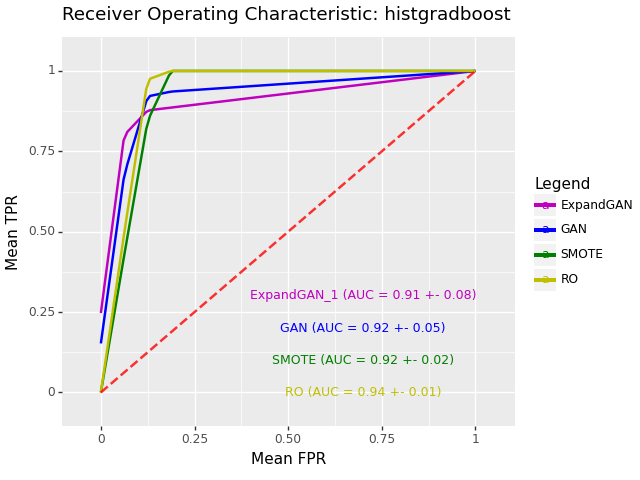 Receiver Operating Characteristic: histgradboost
Mean TPR
1
0.75
0.50
0.25
0
ExpandGAN_1 (AUC = 0.91 +- 0.08)
GAN (AUC = 0.92 +- 0.05)
SMOTE (AUC = 0.92 +- 0.02)
RO (AUC = 0.94 +- 0.01)
0 0.25 0.50 0.75 1
Mean FPR
Legend
a ExpandGAN
a GAN
a SMOTE
a RO